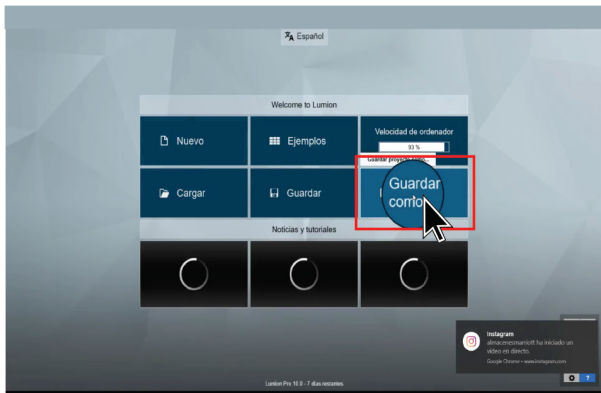 Español
Welcome to Lumion
Nuevo
Ejemplos
Velocidad de ordenador
93 %
Guardar proyecto como...
Cargar
Guardar
Guardar
como
Noticias y tutoriales
Instagram
almacenesmarriott ha iniciado un
vídeo en directo.
Google Chrome • www.instagram.com
Lumion Pro 10.0 - 7 días restantes
?